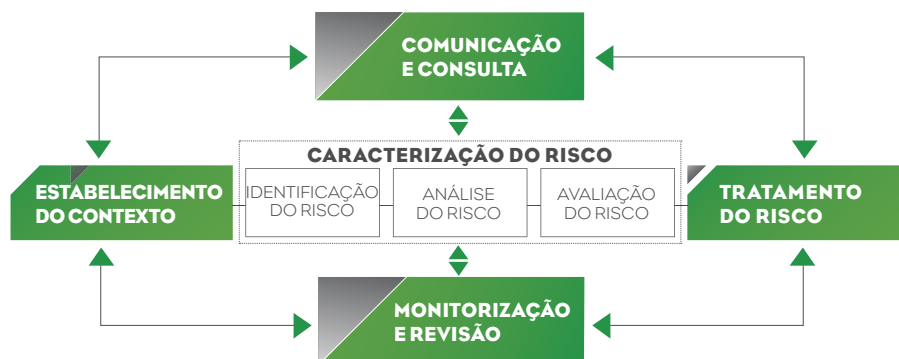 COMUNICAÇÃO
E CONSULTA
CARACTERIZAÇÃO DO RISCO
ESTABELECIMENTO
DO CONTEXTO
IDENTIFICAÇÃO
DO RISCO
ANÁLISE
DO RISCO
AVALIAÇÃO
DO RISCO
TRATAMENTO
DO RISCO
MONITORIZAÇÃO
E REVISÃO